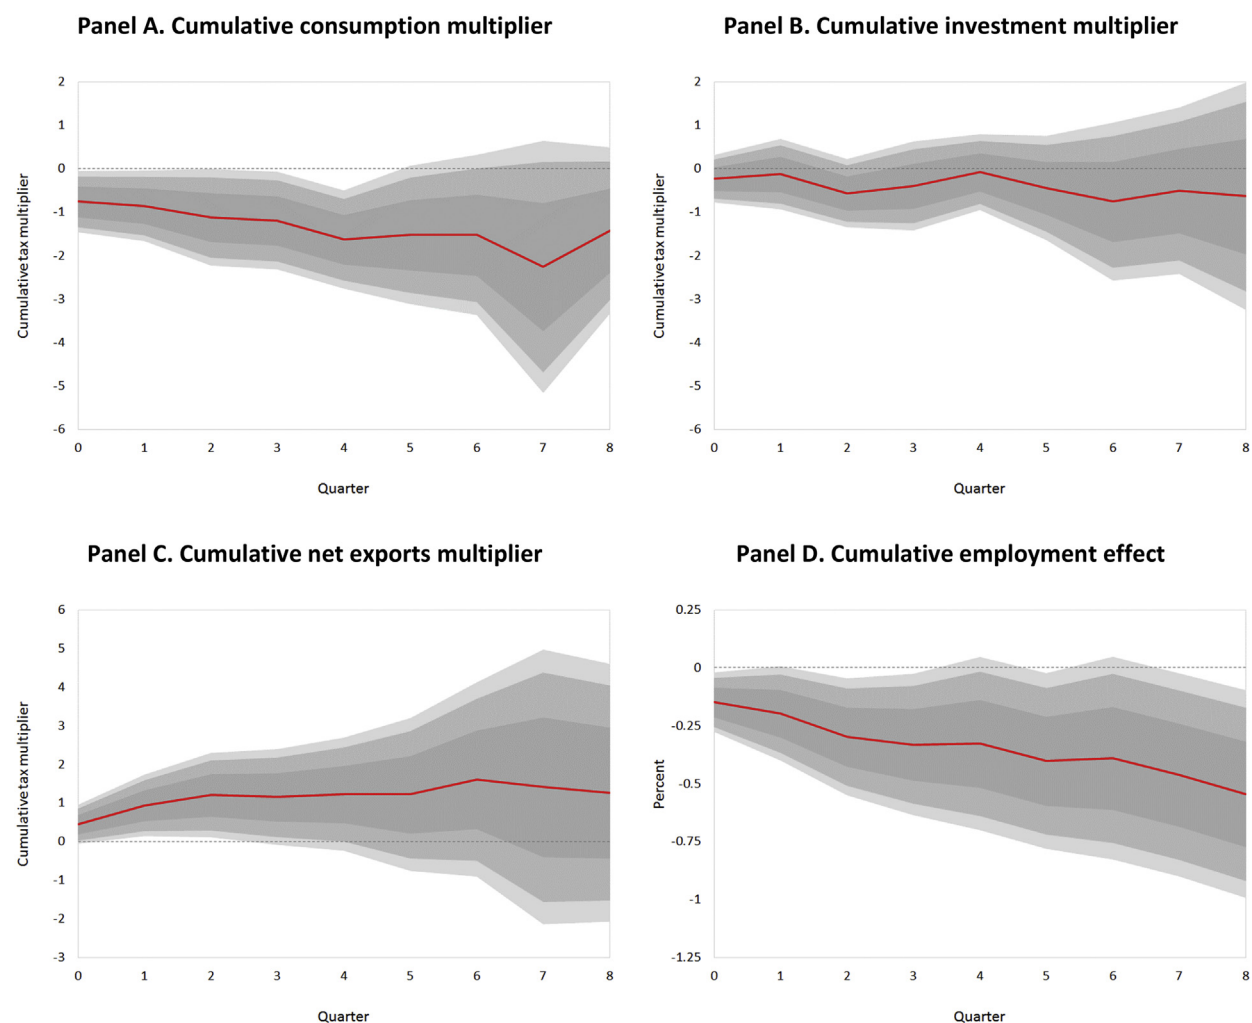 Panel A. Cumulative consumption multiplier
Cumulative tax multiplier
2
1
0
-1
-2
-3
-4
-5
-6
0 1 2 3 4 5 6 7 8
Quarter
Panel B. Cumulative investment multiplier
Cumulative tax multiplier
2
1
0
-1
-2
-3
-4
-5
-6
0 1 2 3 4 5 6 7 8
Quarter
Panel C. Cumulative net exports multiplier
Cumulative tax multiplier
6
5
4
3
2
1
0
-1
-2
-3
0 1 2 3 4 5 6 7 8
Quarter
Panel D. Cumulative employment effect
Percent
0.25
0
-0.25
-0.5
-0.75
-1
-1.25
0 1 2 3 4 5 6 7 8
Quarter